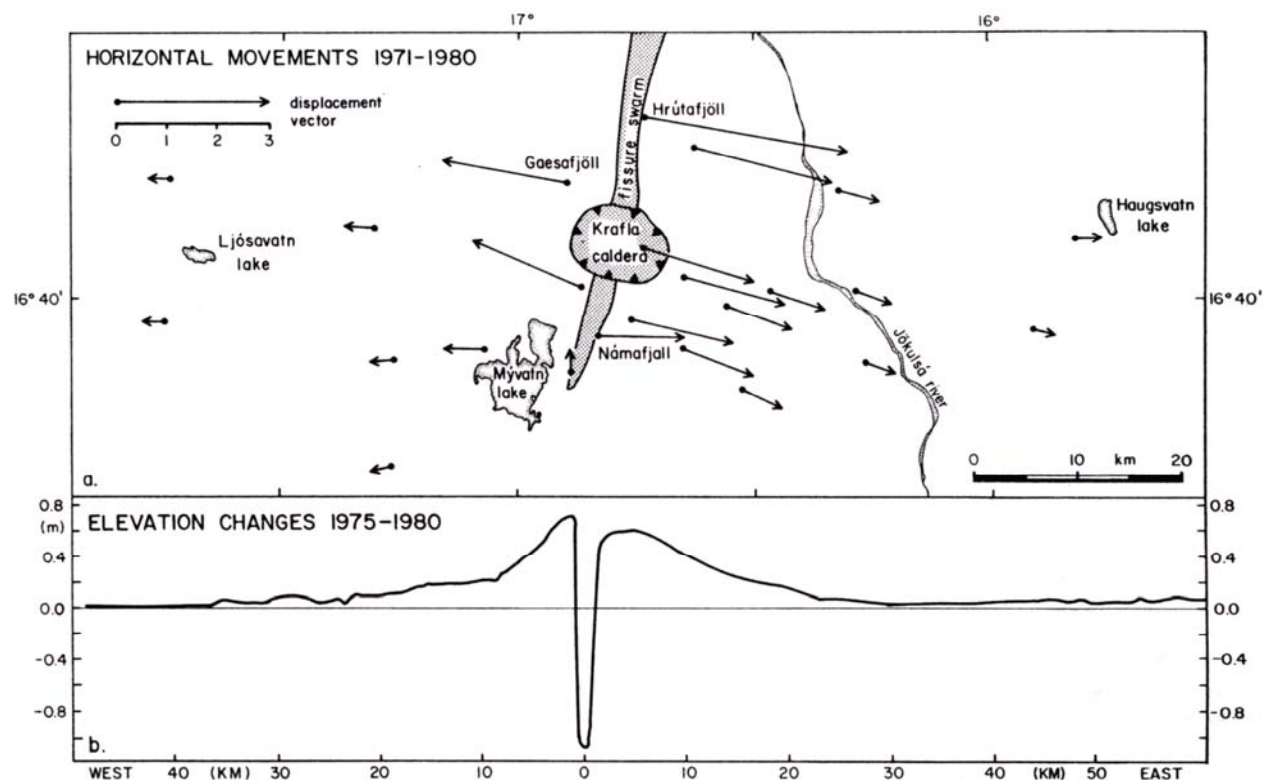 17° 16°
HORIZONTAL MOVEMENTS 1971-1980
displacement
vector
0 1 2 3
fissure swarm
Hrútafjöll
Gaesafjöll
Krafla
caldera
Haugsvatn
lake
Ljósavatn
lake
16° 40' 16° 40'
Námafjall
Mývatn
lake
Jökulsá river
0 km 10 20
a.
ELEVATION CHANGES 1975-1980
0.8 0.8
(m) (m)
0.4 0.4
0.0 0.0
-0.4 -0.4
-0.8 -0.8
b.
WEST 40 (KM) 30 20 10 0 10 20 30 40 (KM) 50 EAST